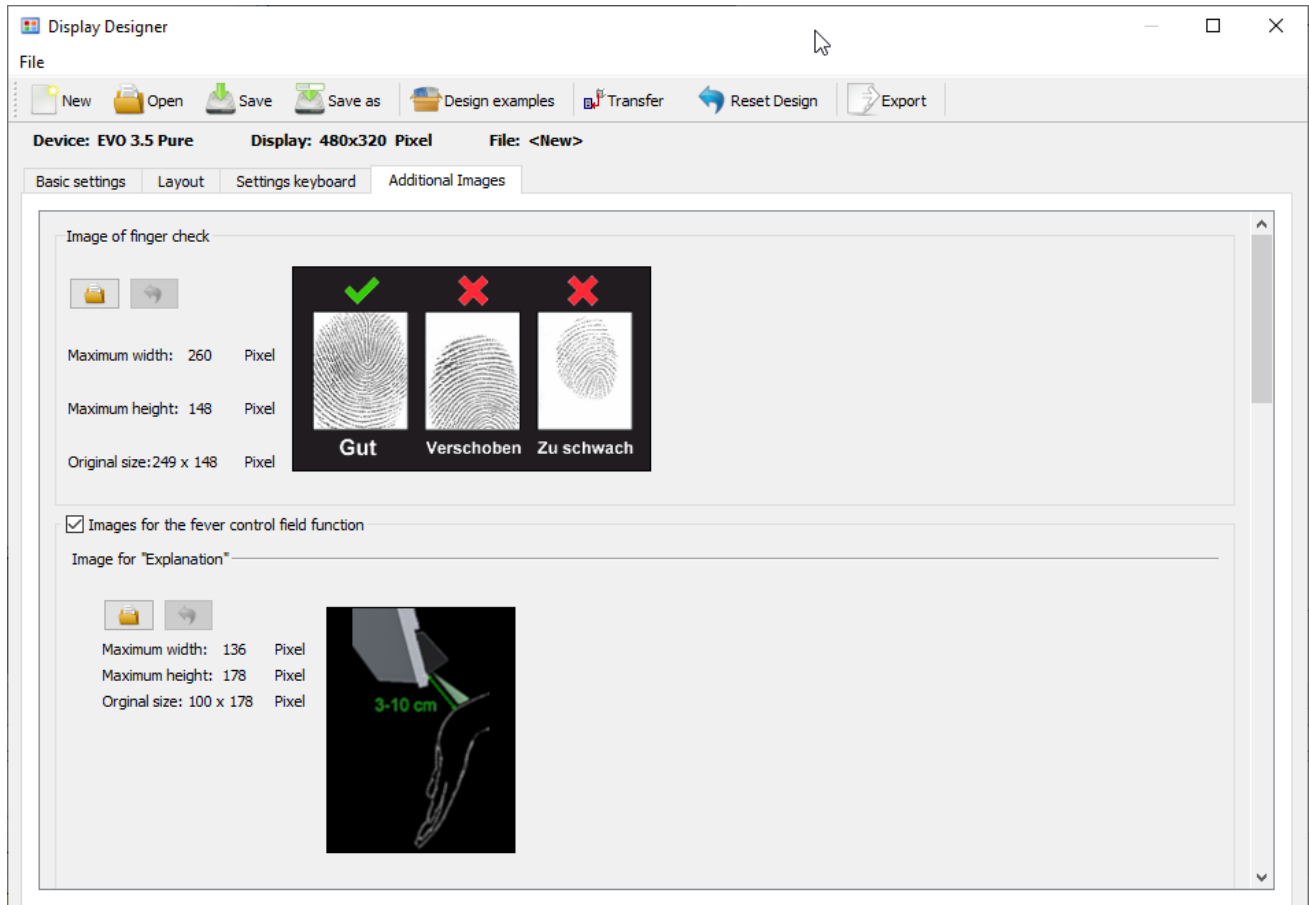 Display Designer
File
New Open Save Save as Design examples Transfer Reset Design Export
Device: EVO 3.5 Pure Display: 480x320 Pixel File: <New>
Basic settings Layout Settings keyboard Additional Images
Image of finger check
Maximum width: 260 Pixel
Maximum height: 148 Pixel
Original size:249 x 148 Pixel
Gut Verschoben Zu schwach
Images for the fever control field function
Image for "Explanation"
Maximum width: 136 Pixel
Maximum height: 178 Pixel
Orginal size: 100 x 178 Pixel
3-10 cm